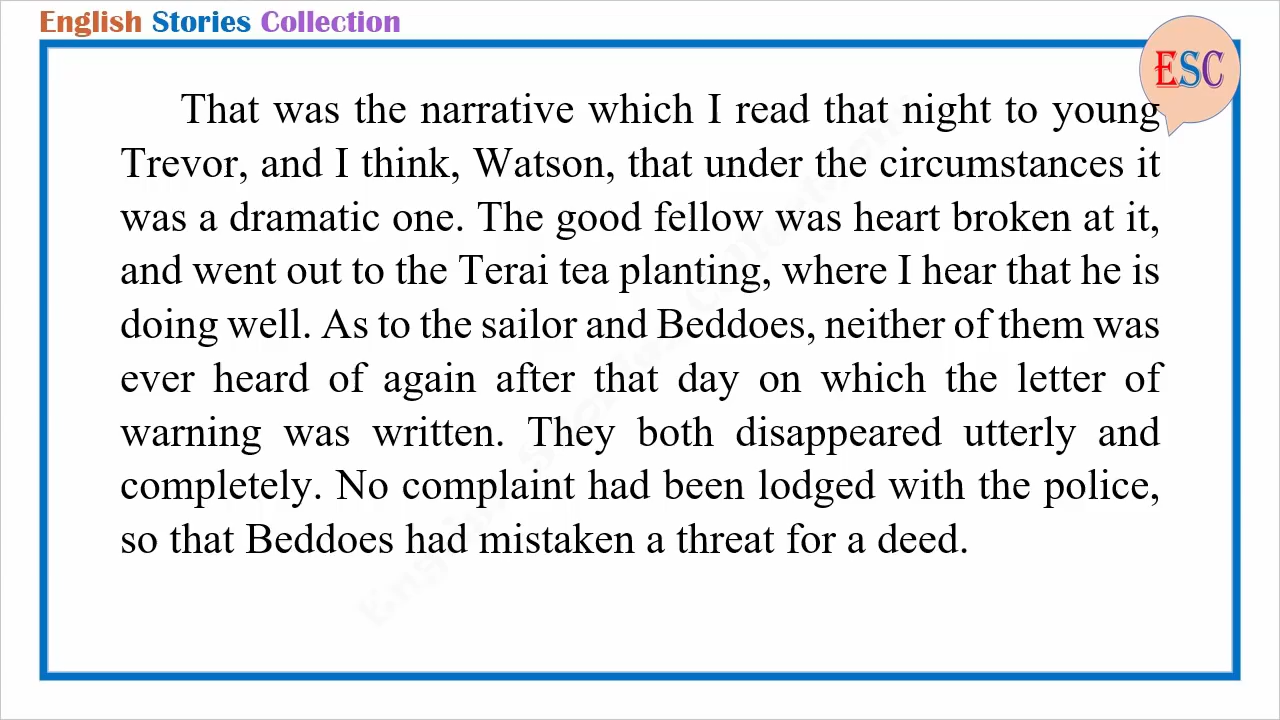 English Stories Collection
ESC
That was the narrative which I read that night to young
Trevor, and I think, Watson, that under the circumstances it
was a dramatic one. The good fellow was heart broken at it,
and went out to the Terai tea planting, where I hear that he is
doing well. As to the sailor and Beddoes, neither of them was
ever heard of again after that day on which the letter of
warning was written. They both disappeared utterly and
completely. No complaint had been lodged with the police,
so that Beddoes had mistaken a threat for a deed.
English Stories Collection